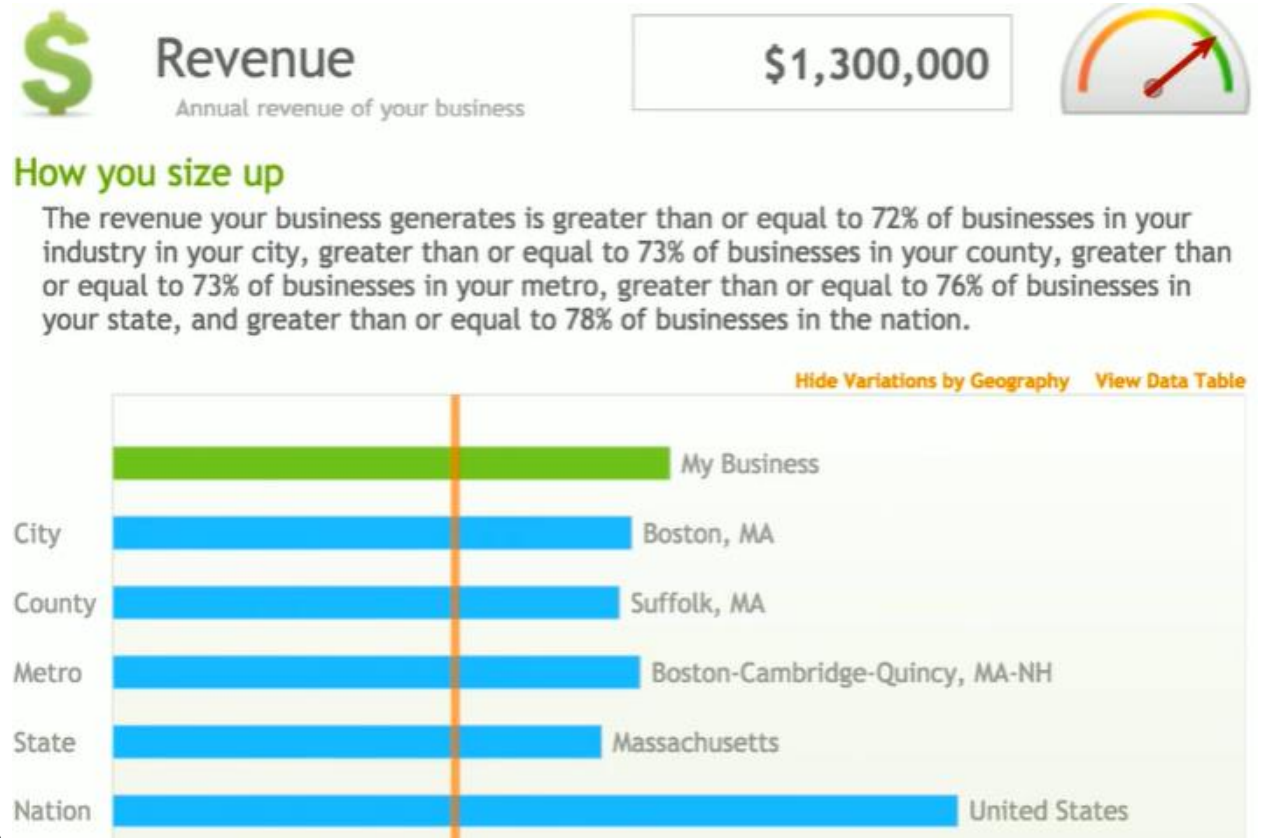 $ Revenue
$1,300,000
Annual revenue of your business
How you size up
The revenue your business generates is greater than or equal to 72% of businesses in your
industry in your city, greater than or equal to 73% of businesses in your county, greater than
or equal to 73% of businesses in your metro, greater than or equal to 76% of businesses in
your state, and greater than or equal to 78% of businesses in the nation.
Hide Variations by Geography View Data Table
My Business
City Boston, MA
County Suffolk, MA
Metro Boston-Cambridge-Quincy, MA-NH
State Massachusetts
Nation United States